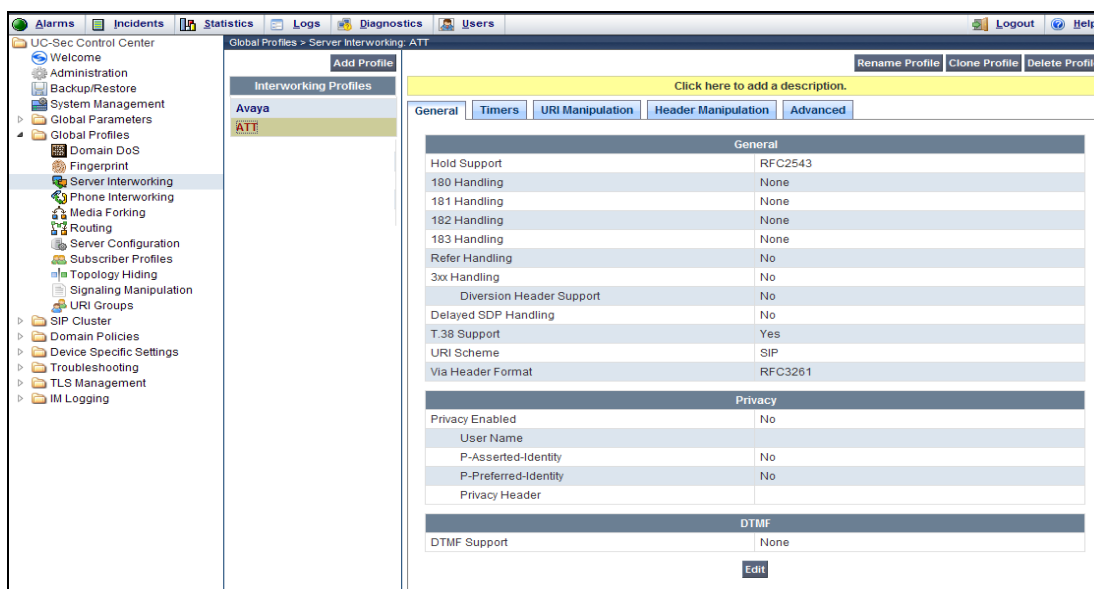 Alarms Incidents Statistics Logs Diagnostics Users Logout Help
UC-Sec Control Center
Welcome
Administration
Backup/Restore
System Management
Global Parameters
Global Profiles
Domain DoS
Fingerprint
Server Interworking
Phone Interworking
Media Forking
Routing
Server Configuration
Subscriber Profiles
Topology Hiding
Signaling Manipulation
URI Groups
SIP Cluster
Domain Policies
Device Specific Settings
Troubleshooting
TLS Management
IM Logging
Global Profiles > Server Interworking: ATT
Add Profile
Interworking Profiles
Avaya
ATT
Rename Profile Clone Profile Delete Profil
Click here to add a description.
General Timers URI Manipulation Header Manipulation Advanced
General
Hold Support RFC2543
180 Handling None
181 Handling None
182 Handling None
183 Handling None
Refer Handling No
3xx Handling No
Diversion Header Support No
Delayed SDP Handling No
T.38 Support Yes
URI Scheme SIP
Via Header Format RFC3261
Privacy
Privacy Enabled No
User Name
P-Asserted-Identity No
P-Preferred-Identity No
Privacy Header
DTMF
DTMF Support None
Edit